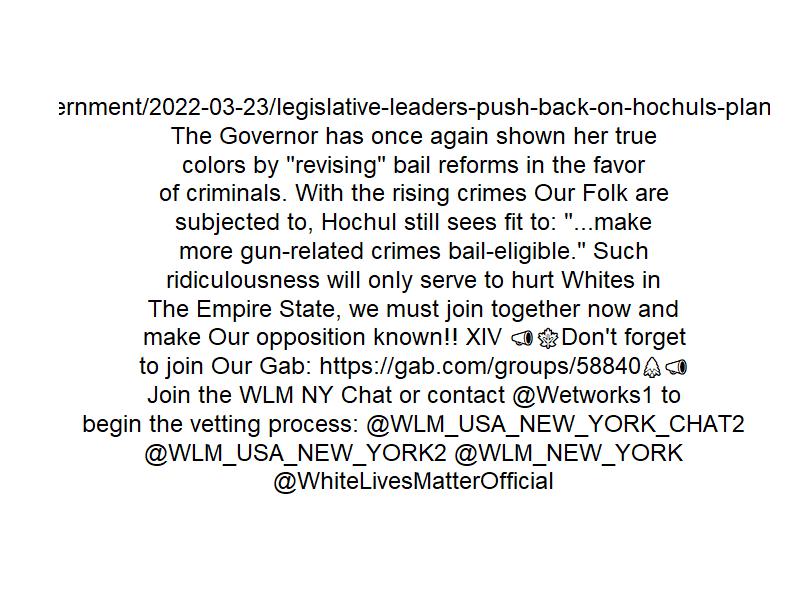 ernment/2022-03-23/legislative-leaders-push-back-on-hochuls-plan
The Governor has once again shown her true
colors by "revising" bail reforms in the favor
of criminals. With the rising crimes Our Folk are
subjected to, Hochul still sees fit to: "...make
more gun-related crimes bail-eligible." Such
ridiculousness will only serve to hurt Whites in
The Empire State, we must join together now and
make Our opposition known!! XIV 📣🍁Don't forget
to join Our Gab: https://gab.com/groups/58840🌲📣
Join the WLM NY Chat or contact @Wetworks1 to
begin the vetting process: @WLM_USA_NEW_YORK_CHAT2
@WLM_USA_NEW_YORK2 @WLM_NEW_YORK
@WhiteLivesMatterOfficial